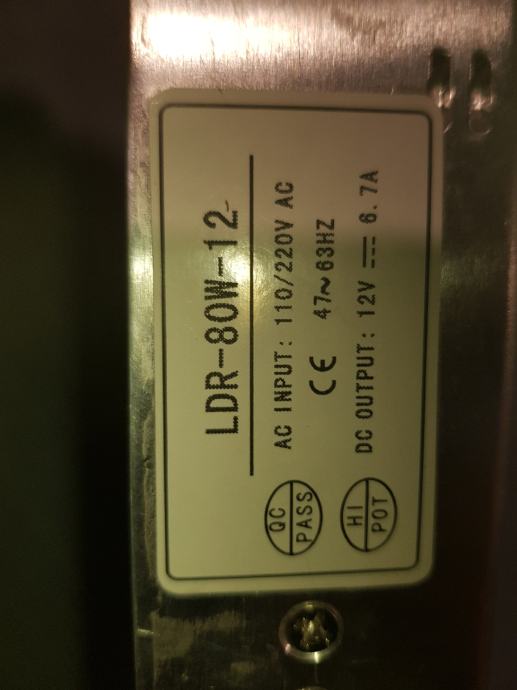 LDR-80W-12
AC INPUT: 110/220V AC
CE 47~63HZ
DC OUTPUT: 12V ⎓ 6.7A
QC
PASS
HI
POT